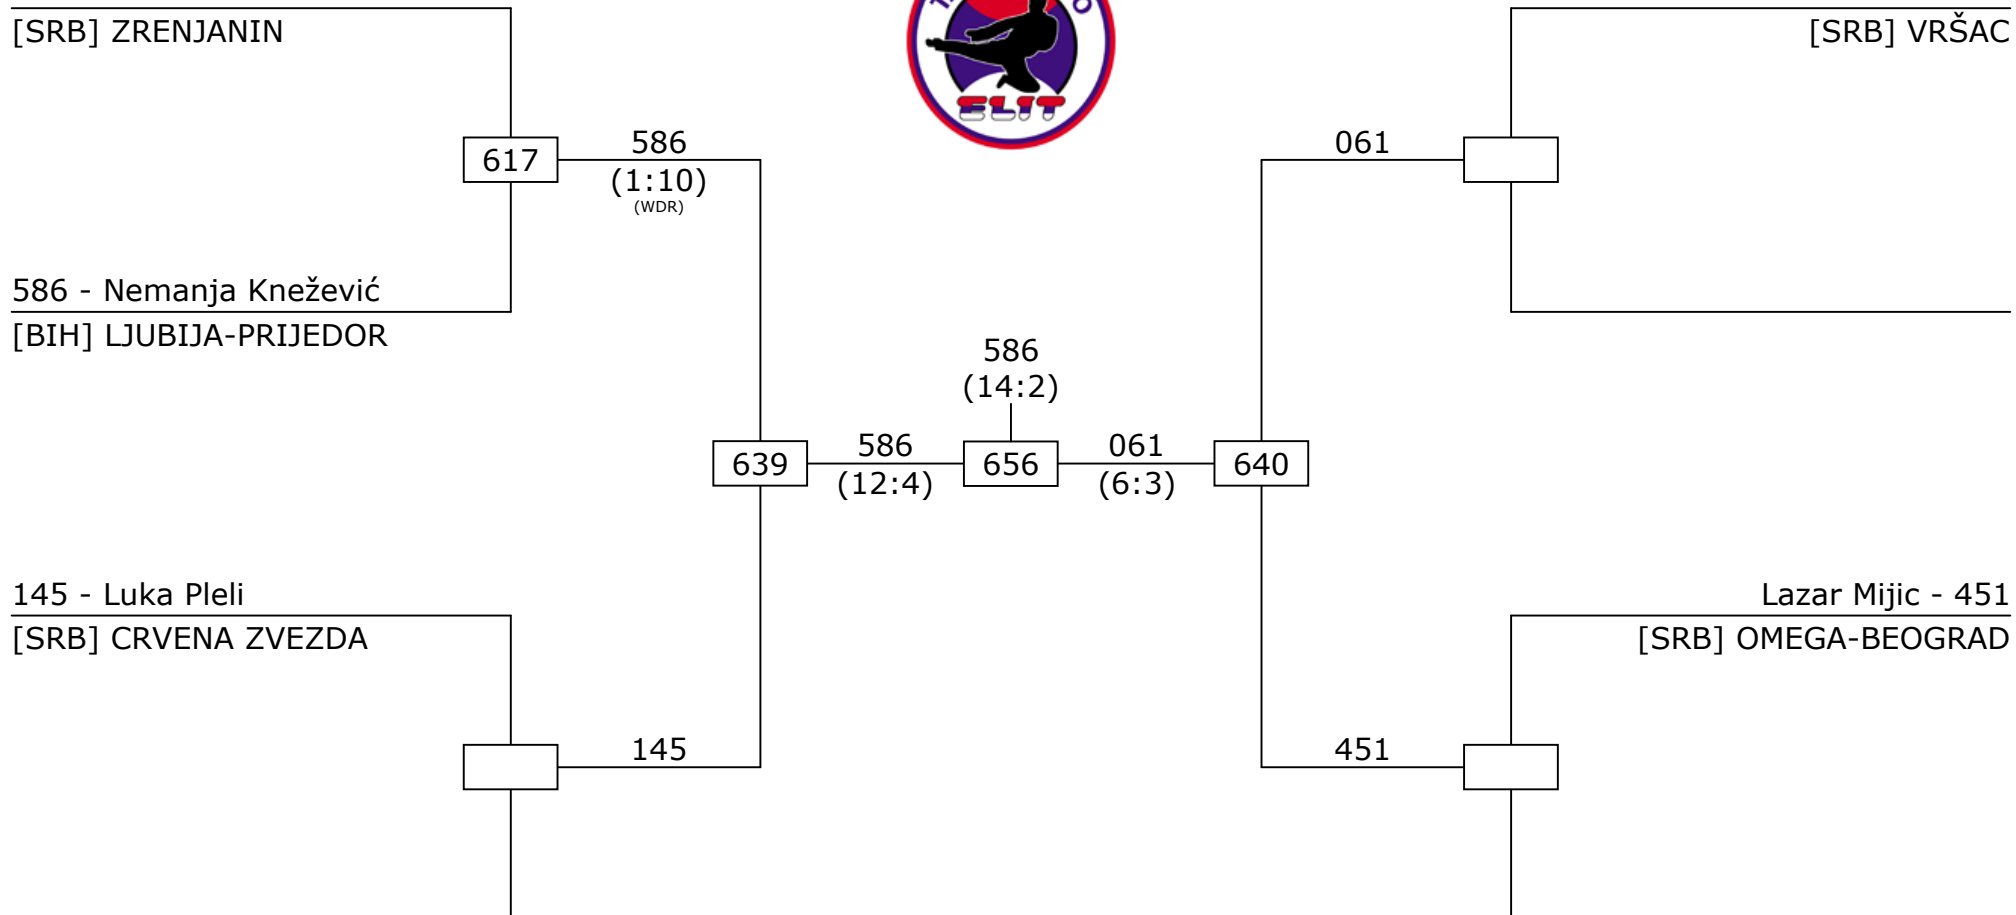 [SRB] ZRENJANIN
[SRB] VRŠAC
ELIT
617
586
(1:10)
(WDR)
061
586 - Nemanja Knežević
[BIH] LJUBIJA-PRIJEDOR
586
(14:2)
639
586
(12:4)
656
061
(6:3)
640
145 - Luka Pleli
[SRB] CRVENA ZVEZDA
Lazar Mijic - 451
[SRB] OMEGA-BEOGRAD
145
451